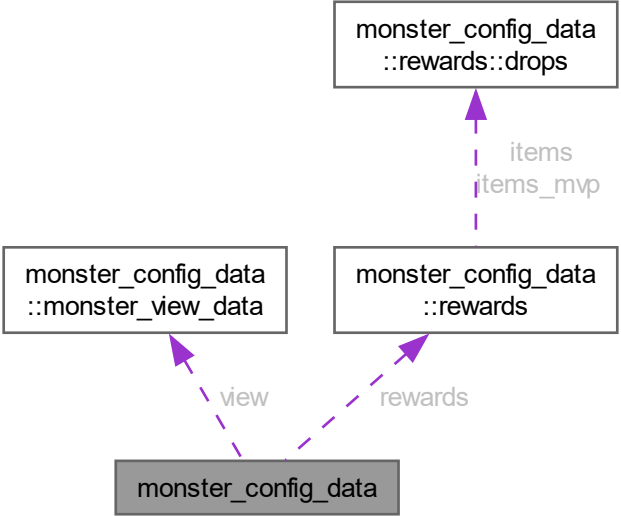 monster_config_data
::rewards::drops
items
items_mvp
monster_config_data
::monster_view_data
monster_config_data
::rewards
view
rewards
monster_config_data